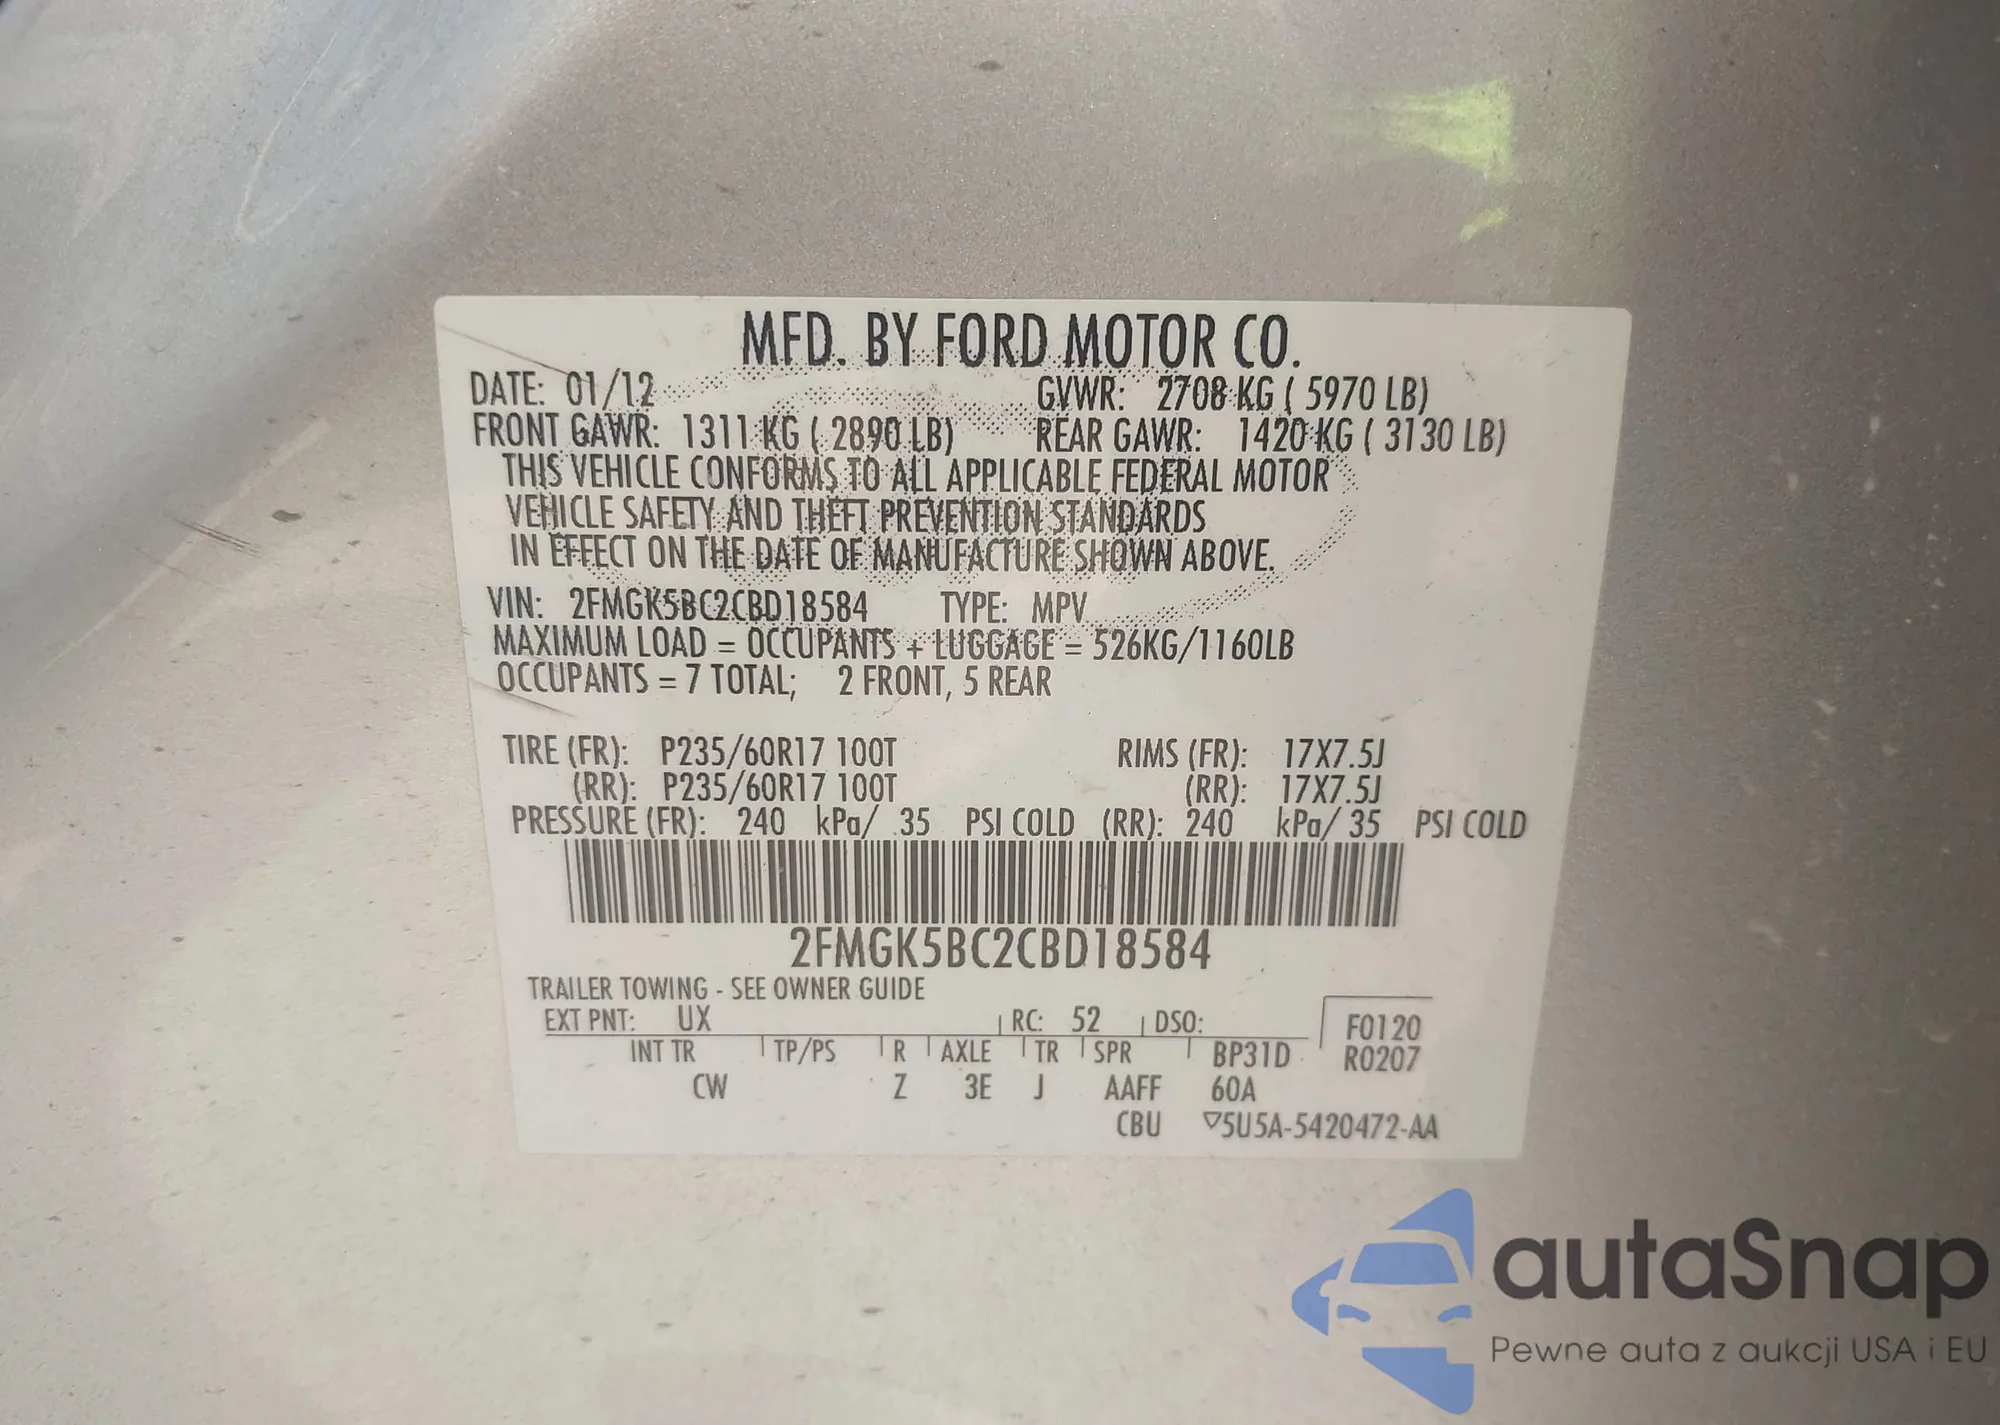 MFD. BY FORD MOTOR CO.
DATE: 01/12 GVWR: 2708 KG ( 5970 LB)
FRONT GAWR: 1311 KG ( 2890 LB) REAR GAWR: 1420 KG ( 3130 LB)
THIS VEHICLE CONFORMS TO ALL APPLICABLE FEDERAL MOTOR
VEHICLE SAFETY AND THEFT PREVENTION STANDARDS
IN EFFECT ON THE DATE OF MANUFACTURE SHOWN ABOVE.
VIN: 2FMGK5BC2CBD18584 TYPE: MPV
MAXIMUM LOAD = OCCUPANTS + LUGGAGE = 526KG/1160LB
OCCUPANTS = 7 TOTAL; 2 FRONT, 5 REAR
TIRE (FR): P235/60R17 100T RIMS (FR): 17X7.5J
(RR): P235/60R17 100T (RR): 17X7.5J
PRESSURE (FR): 240 kPa/ 35 PSI COLD (RR): 240 kPa/ 35 PSI COLD
2FMGK5BC2CBD18584
TRAILER TOWING - SEE OWNER GUIDE
EXT PNT: UX RC: 52 DSO: F0120
INT TR TP/PS R AXLE TR SPR BP31D R0207
CW Z 3E J AAFF 60A
CBU ▽5U5A-5420472-AA
autaSnap
Pewne auta z aukcji USA i EU